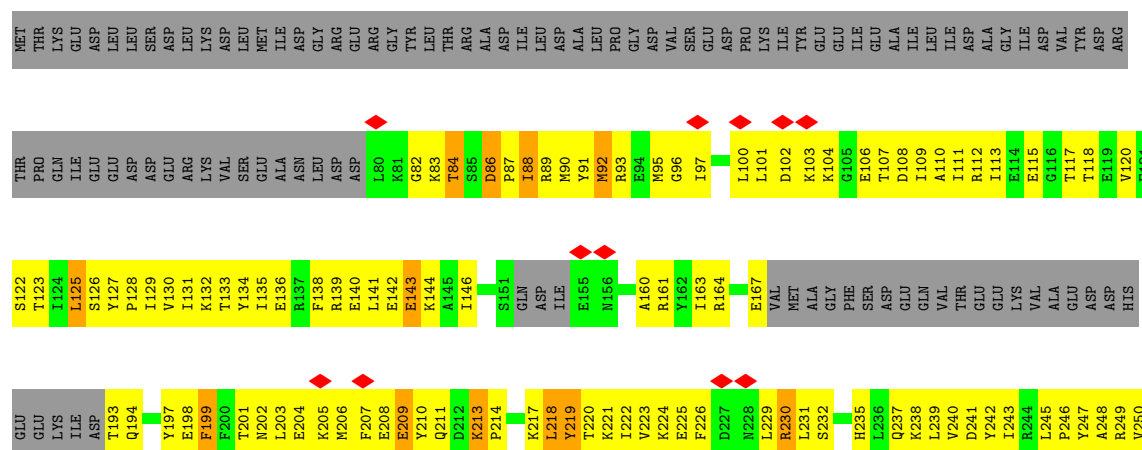 MET THR LYS GLU ASP LEU LEU SER ASP LEU LYS ASP LEU MET ILE ASP GLY ARG GLU ARG GLY TYR LEU THR ARG ALA ASP ILE LEU ASP ALA LEU PRO GLY ASP VAL SER GLU ASP PRO LYS ILE TYR GLU GLU ILE GLU ALA ILE LEU ILE ASP ALA GLY ILE ASP VAL TYR ASP ARG
THR PRO GLN ILE GLU GLU ASP ASP GLU ARG LYS VAL SER GLU ALA ASN LEU ASP ASP L80 K81 G82 K83 T84 S85 D86 P87 I88 R89 M90 Y91 M92 R93 E94 M95 G96 I97 L100 L101 D102 K103 K104 G105 E106 T107 D108 I109 A110 I111 R112 I113 E114 E115 G116 T117 T118 E119 V120
S122 T123 I124 L125 S126 Y127 P128 I129 V130 I131 K132 T133 Y134 I135 E136 R137 F138 R139 E140 L141 E142 E143 K144 A145 I146 S151 GLN ASP ILE E155 N156 A160 R161 Y162 I163 R164 E167 VAL MET ALA GLY PHE SER ASP GLU GLN VAL THR GLU GLU LYS VAL ALA GLU ASP ASP HIS
GLU GLU LYS ILE ASP T193 Q194 Y197 E198 F199 F200 T201 N202 L203 E204 K205 M206 F207 E208 E209 Y210 Q211 D212 K213 P214 K217 L218 Y219 T220 K221 I222 V223 K224 E225 F226 D227 N228 L229 R230 L231 S232 H235 L236 Q237 K238 L239 V240 D241 Y242 I243 R244 L245 P246 Y247 A248 R249 V250